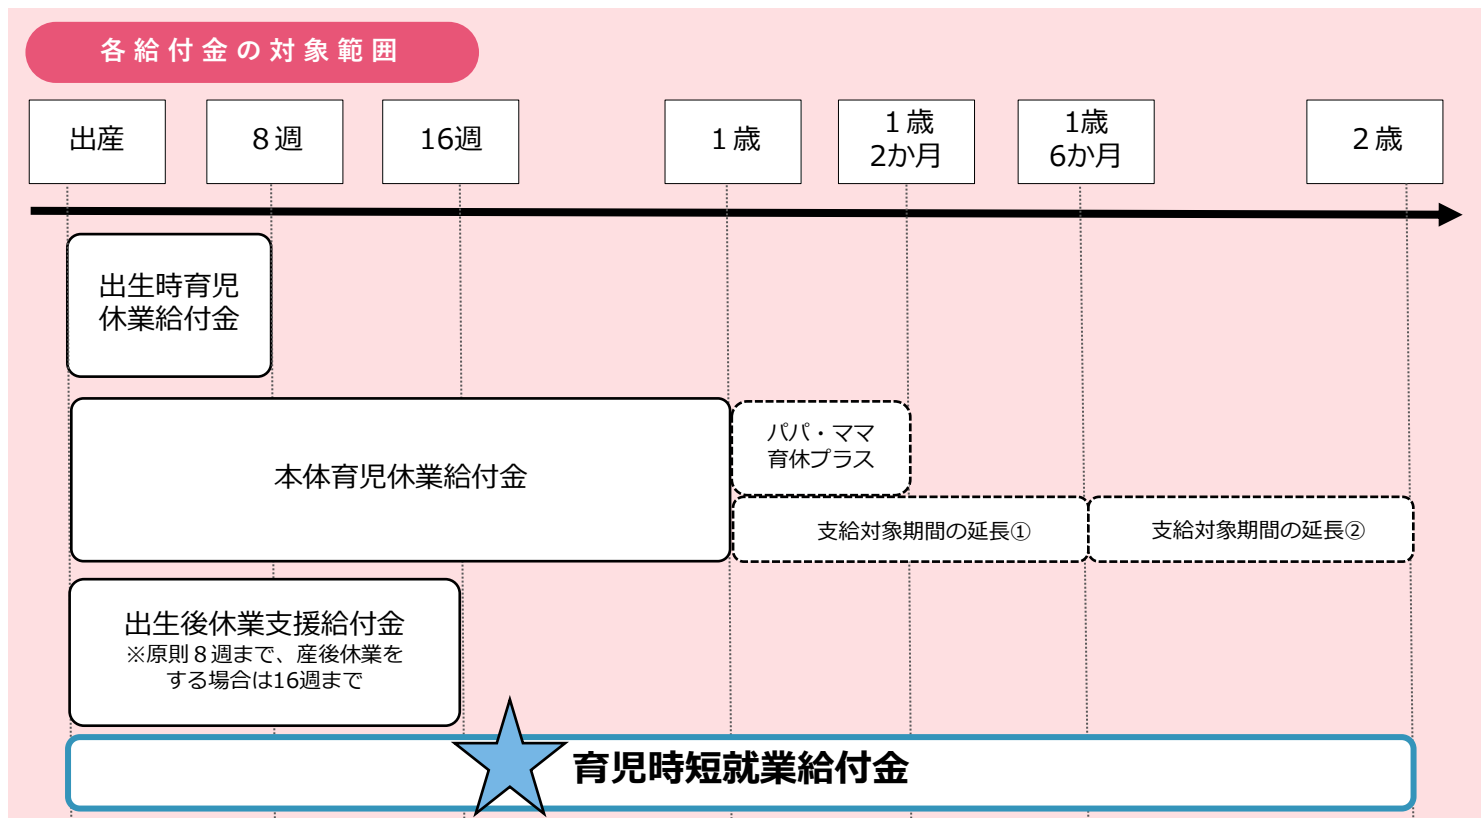 各給付金の対象範囲
出産
８週
16週
１歳
１歳
2か月
1歳
6か月
２歳
出生時育児
休業給付金
本体育児休業給付金
パパ・ママ
育休プラス
支給対象期間の延長①
支給対象期間の延長②
出生後休業支援給付金
※原則８週まで、産後休業を
する場合は16週まで
育児時短就業給付金